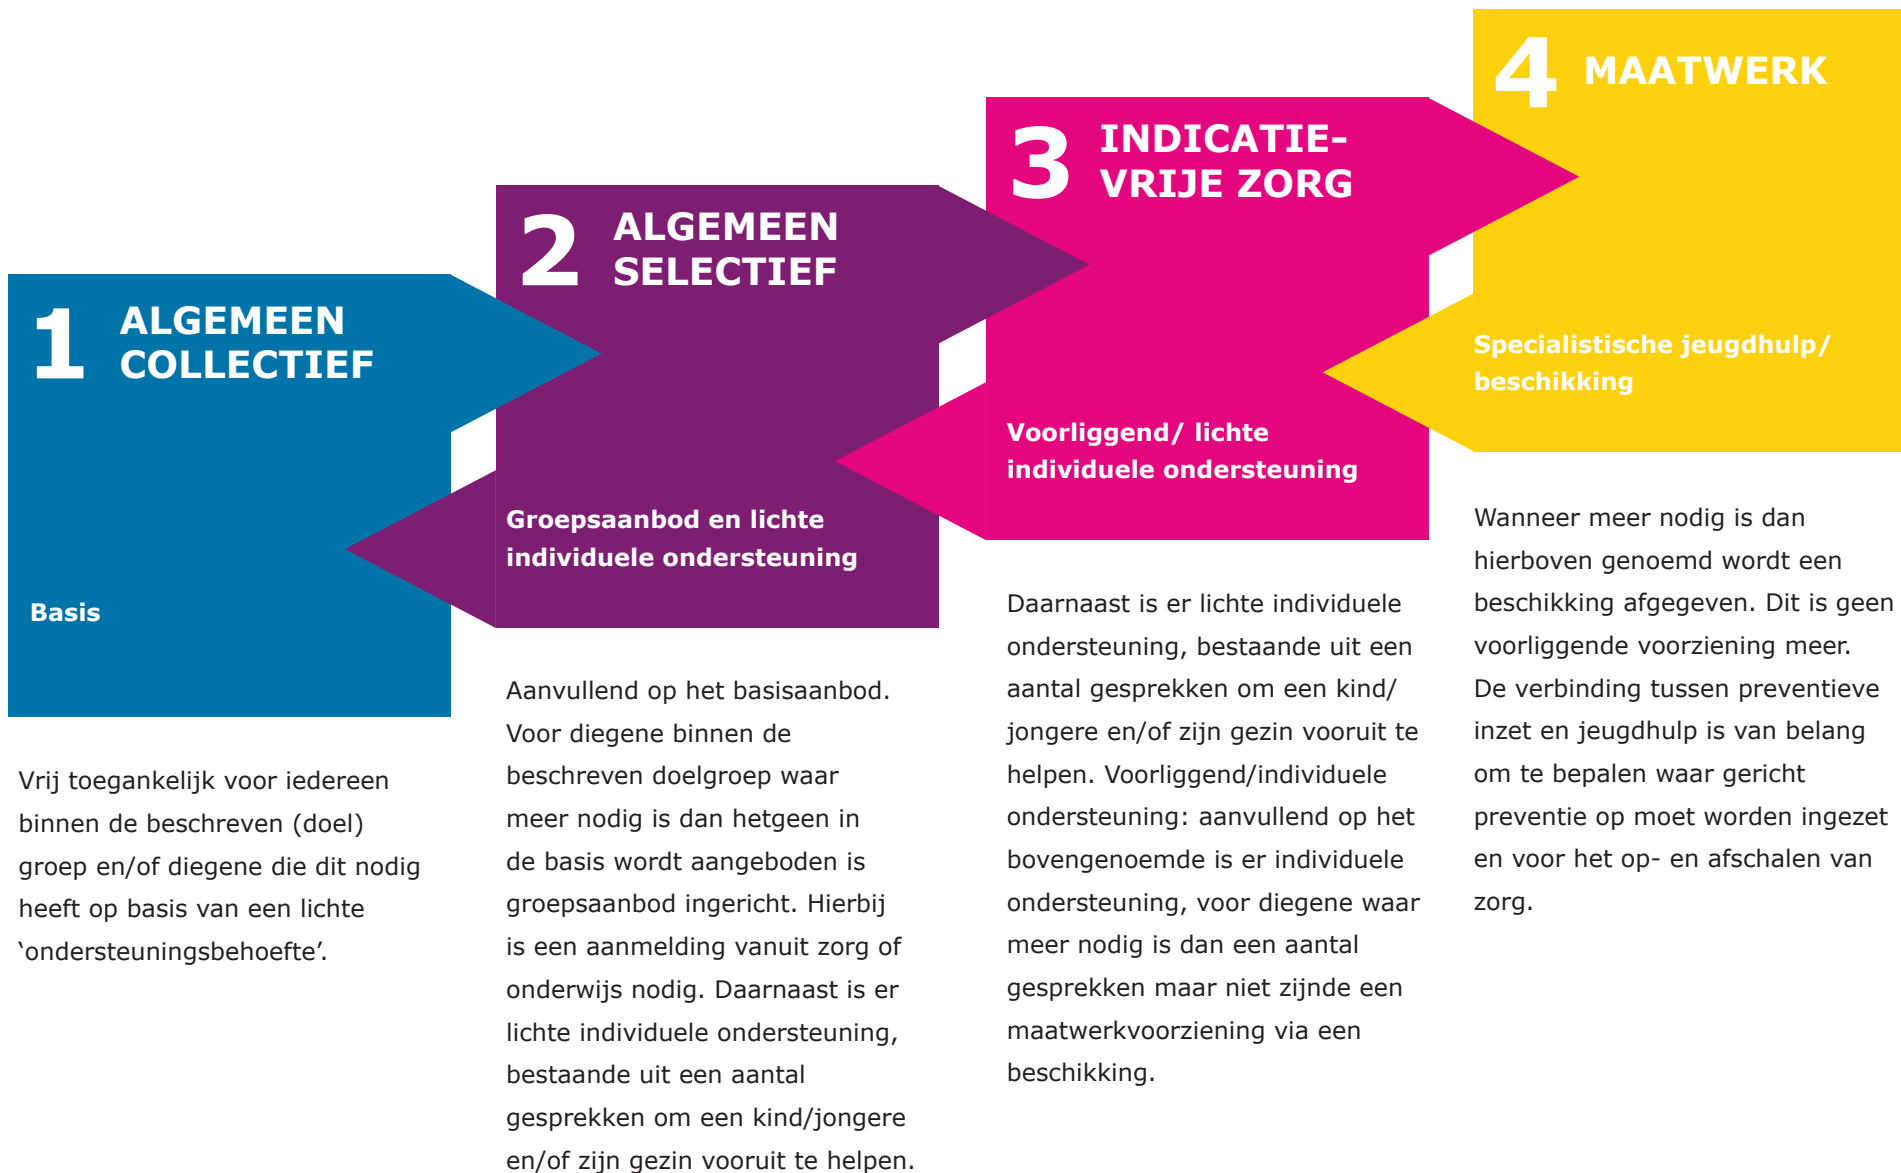 1 ALGEMEEN
COLLECTIEF
Basis
Vrij toegankelijk voor iedereen
binnen de beschreven (doel)
groep en/of diegene die dit nodig
heeft op basis van een lichte
‘ondersteuningsbehoefte’.
2 ALGEMEEN
SELECTIEF
Groepsaanbod en lichte
individuele ondersteuning
Aanvullend op het basisaanbod.
Voor diegene binnen de
beschreven doelgroep waar
meer nodig is dan hetgeen in
de basis wordt aangeboden is
groepsaanbod ingericht. Hierbij
is een aanmelding vanuit zorg of
onderwijs nodig. Daarnaast is er
lichte individuele ondersteuning,
bestaande uit een aantal
gesprekken om een kind/jongere
en/of zijn gezin vooruit te helpen.
3 INDICATIE-
VRIJE ZORG
Voorliggend/ lichte
individuele ondersteuning
Daarnaast is er lichte individuele
ondersteuning, bestaande uit een
aantal gesprekken om een kind/
jongere en/of zijn gezin vooruit te
helpen. Voorliggend/individuele
ondersteuning: aanvullend op het
bovengenoemde is er individuele
ondersteuning, voor diegene waar
meer nodig is dan een aantal
gesprekken maar niet zijnde een
maatwerkvoorziening via een
beschikking.
4 MAATWERK
Specialistische jeugdhulp/
beschikking
Wanneer meer nodig is dan
hierboven genoemd wordt een
beschikking afgegeven. Dit is geen
voorliggende voorziening meer.
De verbinding tussen preventieve
inzet en jeugdhulp is van belang
om te bepalen waar gericht
preventie op moet worden ingezet
en voor het op- en afschalen van
zorg.